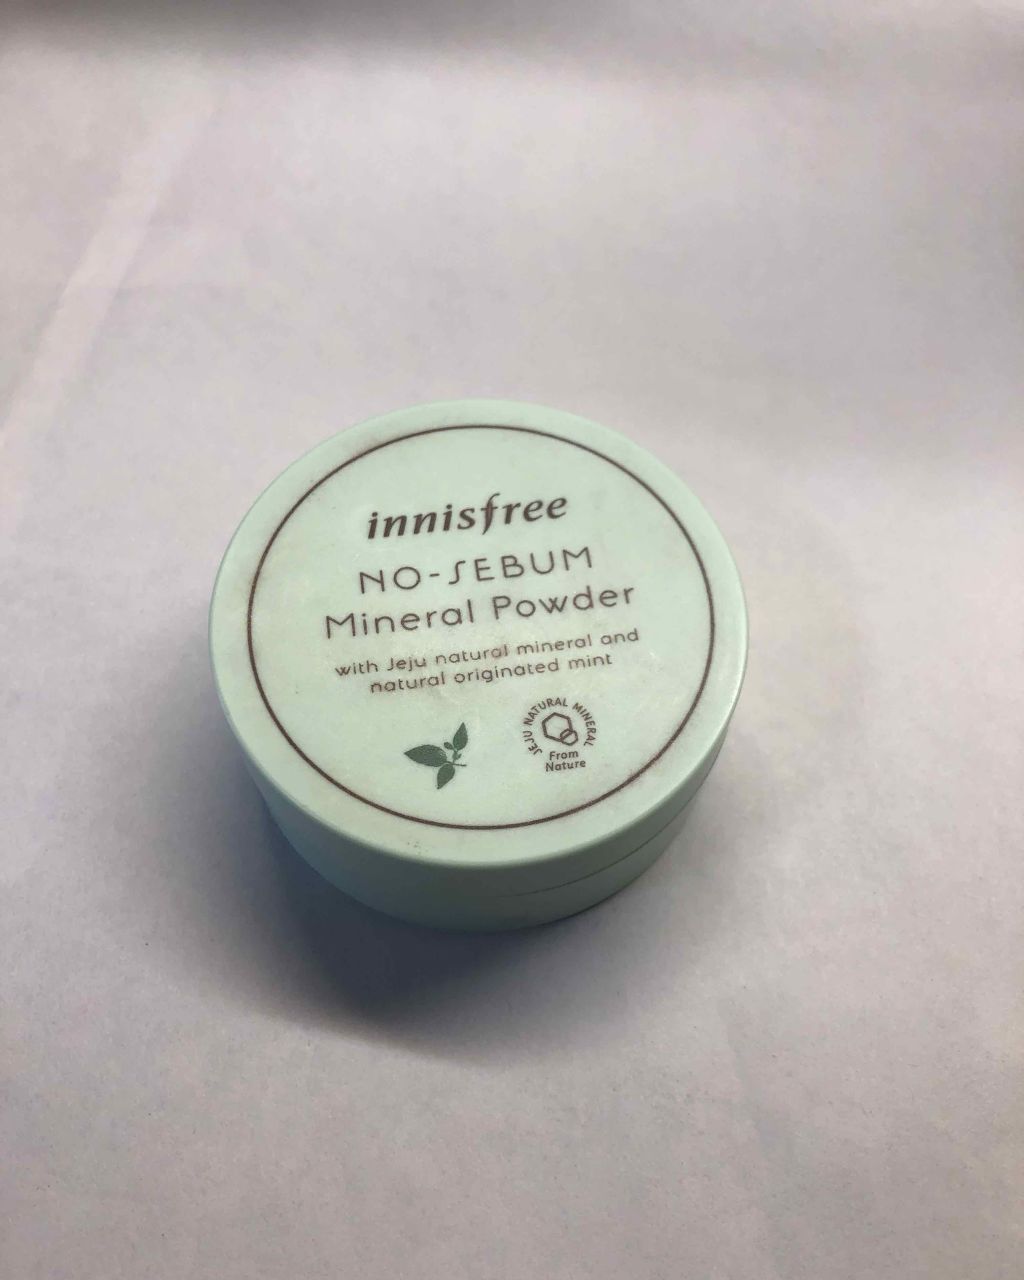 innisfree
NO-SEBUM
Mineral Powder
with Jeju natural mineral and
natural originated mint
JEJU NATURAL MINERAL
From
Nature